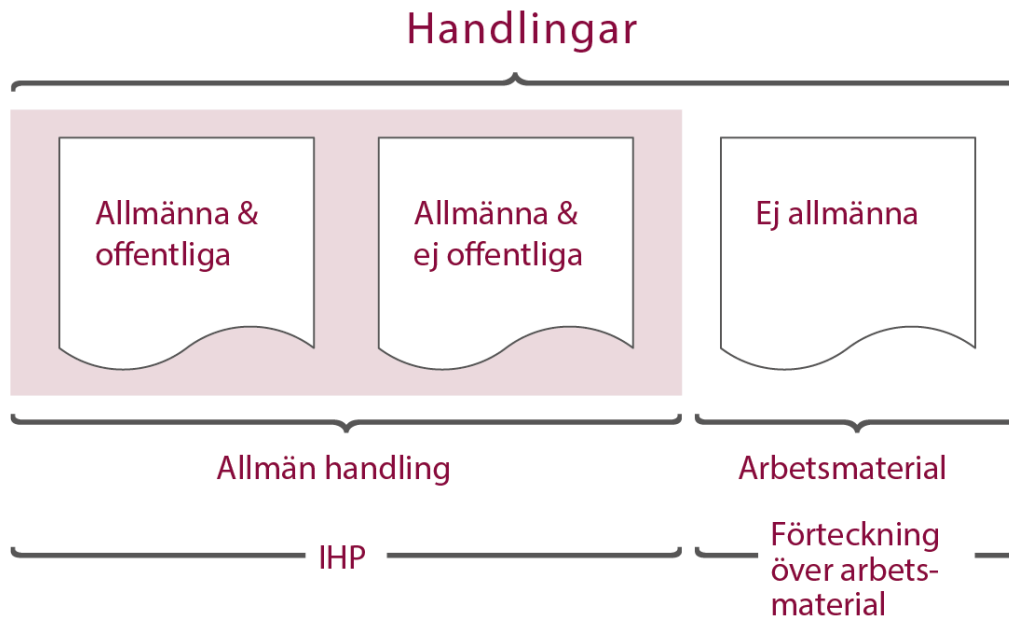 Handlingar
Allmänna &
offentliga
Allmänna &
ej offentliga
Ej allmänna
Allmän handling
Arbetsmaterial
IHP
Förteckning
över arbets-
material